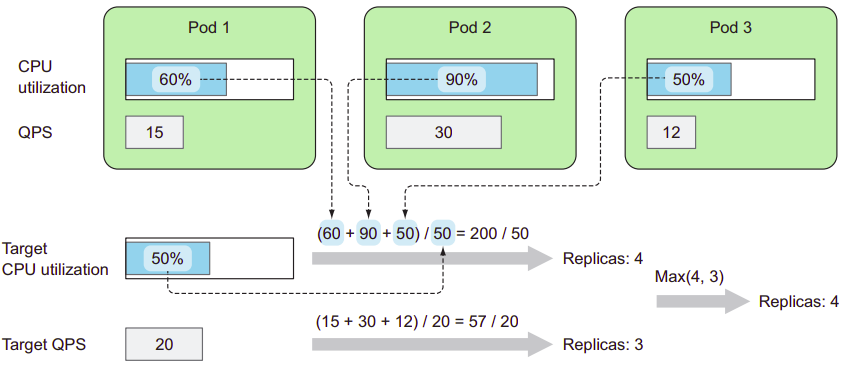 Pod 1
Pod 2
Pod 3
CPU
utilization
60%
90%
50%
QPS
15
30
12
(60 + 90 + 50) / 50 = 200 / 50
Target
CPU utilization
50%
Replicas: 4
Max(4, 3)
Replicas: 4
(15 + 30 + 12) / 20 = 57 / 20
Target QPS
20
Replicas: 3